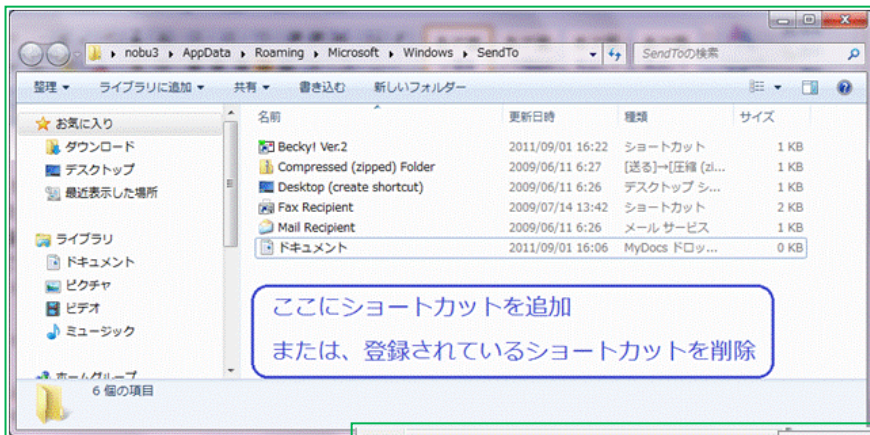 nobu3 ▸ AppData ▸ Roaming ▸ Microsoft ▸ Windows ▸ SendTo
SendToの検索
整理 ライブラリに追加 共有 書き込む 新しいフォルダー
お気に入り
ダウンロード
デスクトップ
最近表示した場所
ライブラリ
ドキュメント
ピクチャ
ビデオ
ミュージック
ホームグループ
名前 更新日時 種類 サイズ
Becky! Ver.2 2011/09/01 16:22 ショートカット 1 KB
Compressed (zipped) Folder 2009/06/11 6:27 [送る]→[圧縮 (zi... 1 KB
Desktop (create shortcut) 2009/06/11 6:26 デスクトップ シ... 1 KB
Fax Recipient 2009/07/14 13:42 ショートカット 2 KB
Mail Recipient 2009/06/11 6:26 メール サービス 1 KB
ドキュメント 2011/09/01 16:06 MyDocs ドロッ... 0 KB
ここにショートカットを追加
または、登録されているショートカットを削除
6 個の項目